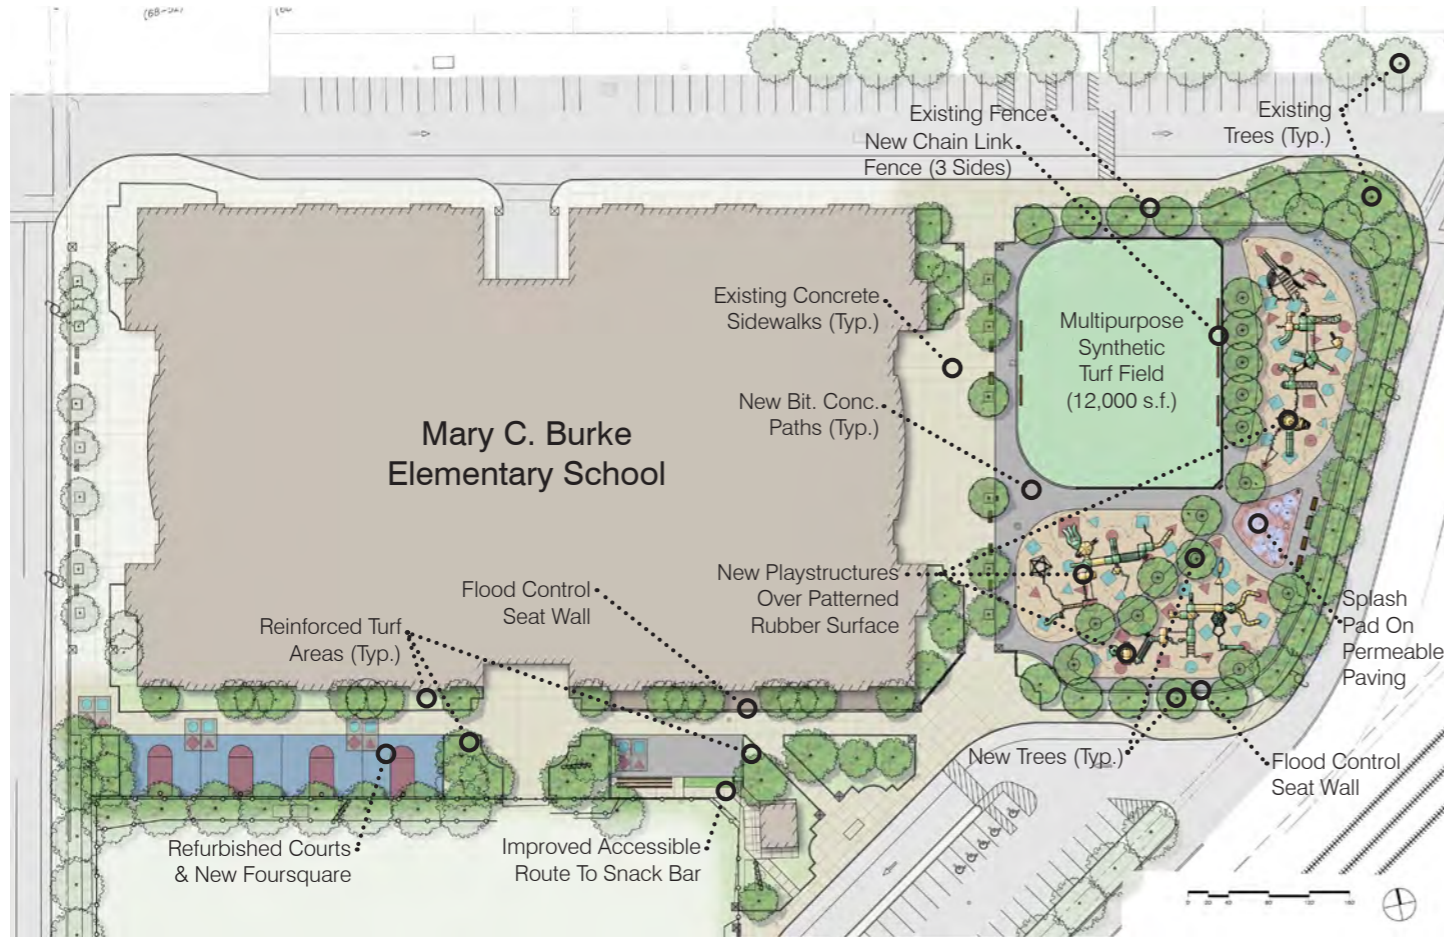 Existing Fence
New Chain Link
Fence (3 Sides)
Existing
Trees (Typ.)
Existing Concrete
Sidewalks (Typ.)
Multipurpose
Synthetic
Turf Field
(12,000 s.f.)
New Bit. Conc.
Paths (Typ.)
Mary C. Burke
Elementary School
New Playstructures
Over Patterned
Rubber Surface
Flood Control
Seat Wall
Reinforced Turf
Areas (Typ.)
Splash
Pad On
Permeable
Paving
New Trees (Typ.)
Flood Control
Seat Wall
Refurbished Courts
& New Foursquare
Improved Accessible
Route To Snack Bar